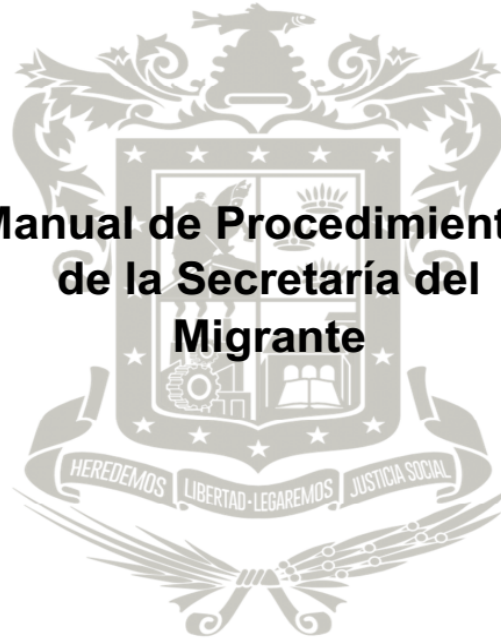 Manual de Procedimient
de la Secretaría del
Migrante
HEREDEMOS LIBERTAD-LEGAREMOS JUSTICIA SOCIAL